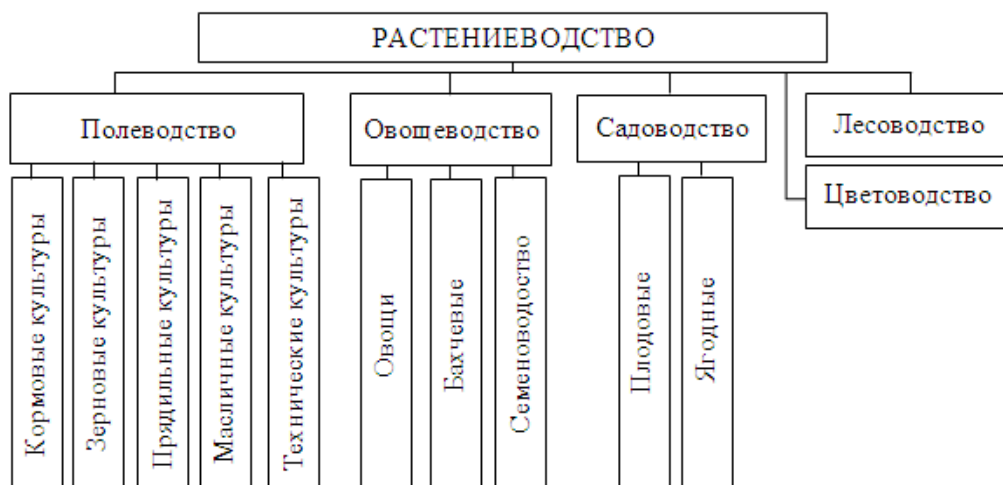 РАСТЕНИЕВОДСТВО
Полеводство
Овощеводство
Садоводство
Лесоводство
Цветоводство
Кормовые культуры
Зерновые культуры
Прядильные культуры
Масличные культуры
Технические культуры
Овощи
Бахчевые
Семеноводоство
Плодовые
Ягодные